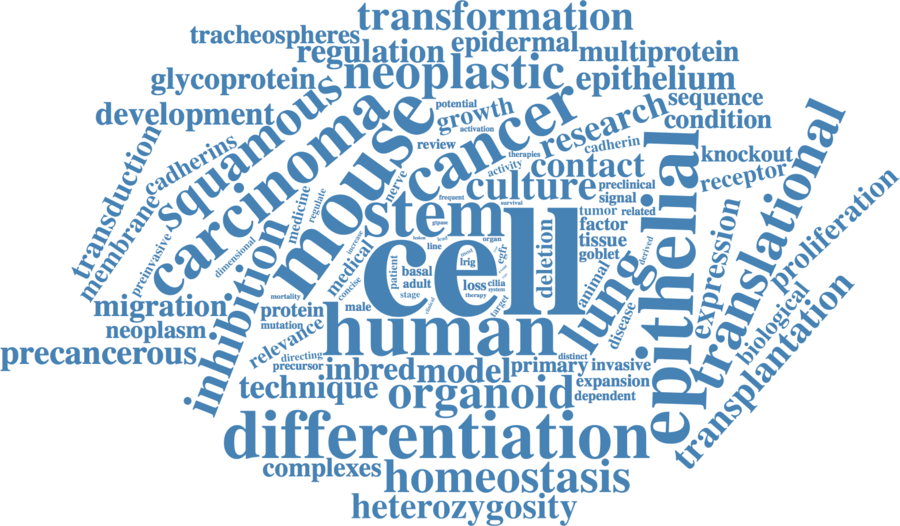 transformation
tracheospheres
regulation
epidermal
multiprotein
glycoprotein
neoplastic
epithelium
development
squamous
carcinoma
mouse
cancer
potential
growth
activation
research
sequence
condition
review
cadherin
therapies
activity
contact
knockout
receptor
transduction
membrane
cadherins
preinvasive
dimensional
medicine
regulate
nerve
frequent
culture
survival
preclinical
signal
stem
gipase
tumor
related
factor
tissue
goblet
derived
epithelial
translational
proliferation
expression
biological
transplantation
cell
increase
medical
concise
patient
line
organ
basal
adult
stage
lrig
egfr
loss
cilia
system
therapy
target
clinical
deletion
animal
lung
disease
migration
neoplasm
precancerous
inhibition
mortality
protein
mutation
relevance
male
human
directing
precursor
inbred
model
primary
distinct
invasive
expansion
dependent
technique
organoid
differentiation
complexes
homeostasis
heterozygosity